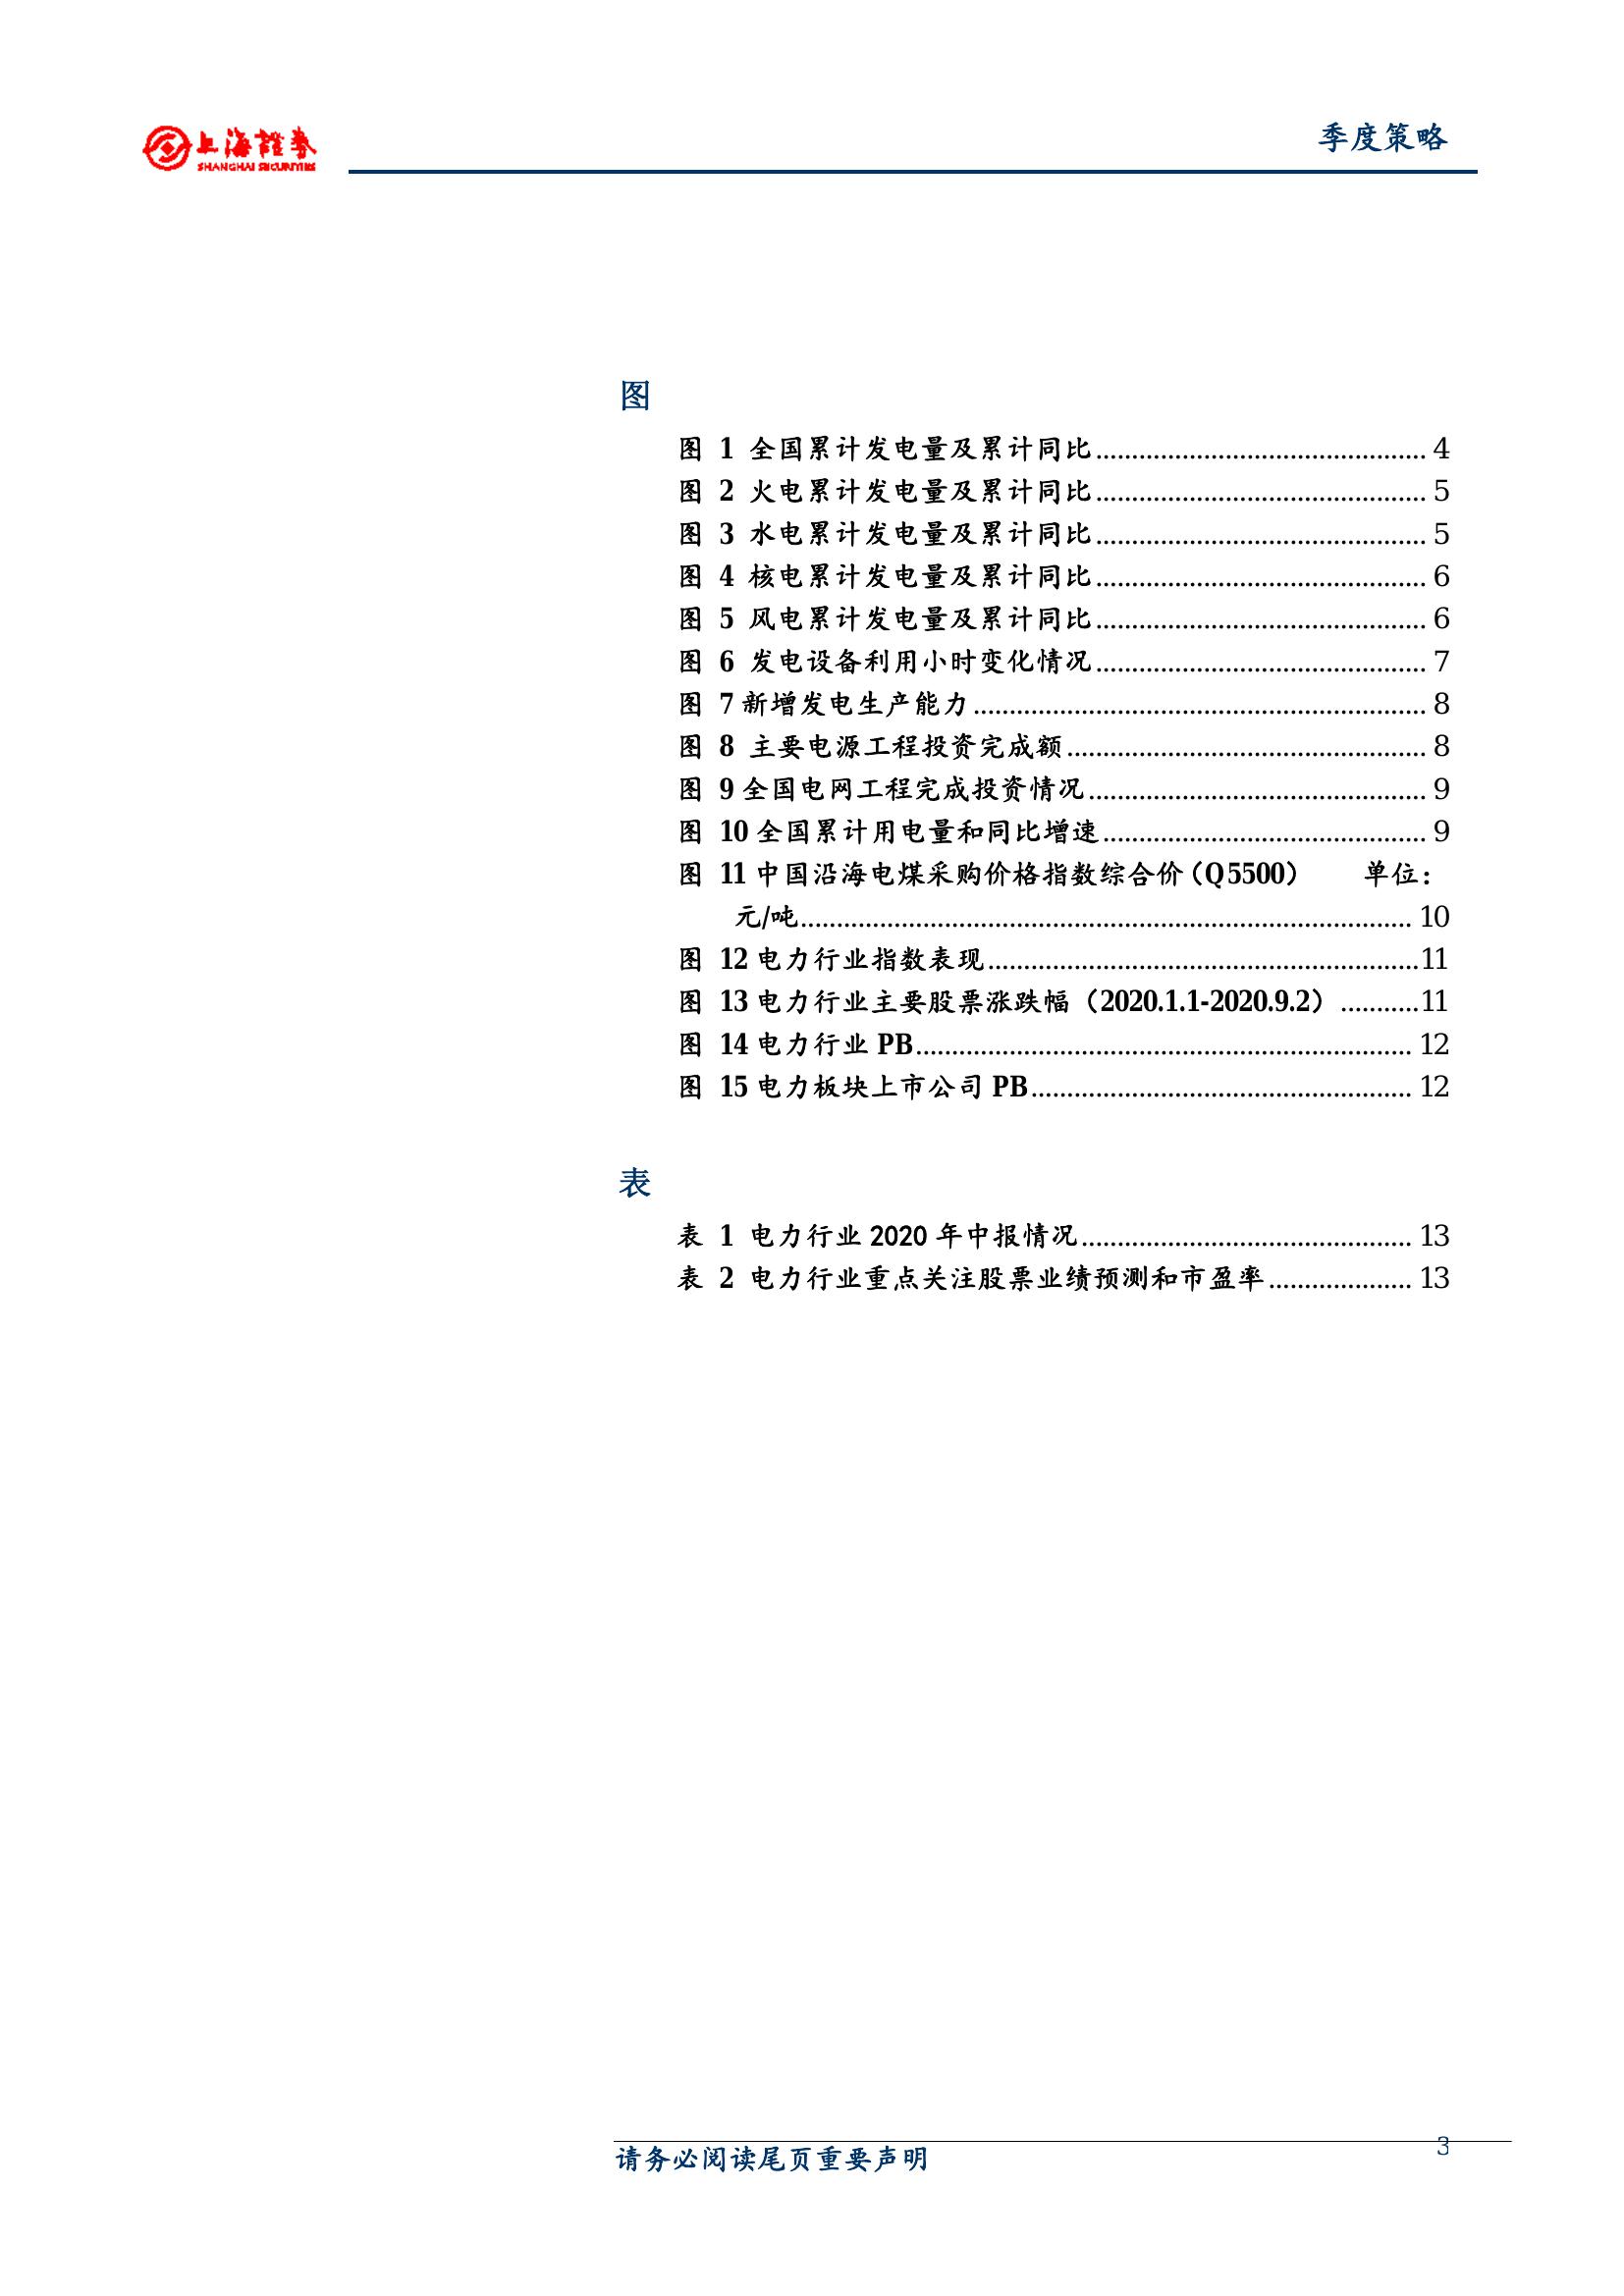 上海證券
SHANGHAI SECURITIES
季度策略
图
图 1 全国累计发电量及累计同比............................................. 4
图 2 火电累计发电量及累计同比............................................. 5
图 3 水电累计发电量及累计同比............................................. 5
图 4 核电累计发电量及累计同比............................................. 6
图 5 风电累计发电量及累计同比............................................. 6
图 6 发电设备利用小时变化情况............................................. 7
图 7 新增发电生产能力.............................................................. 8
图 8 主要电源工程投资完成额................................................. 8
图 9 全国电网工程完成投资情况.............................................. 9
图 10 全国累计用电量和同比增速............................................ 9
图 11 中国沿海电煤采购价格指数综合价（Q5500） 单位：
元/吨..................................................................................... 10
图 12 电力行业指数表现............................................................11
图 13 电力行业主要股票涨跌幅（2020.1.1-2020.9.2）...........11
图 14 电力行业 PB.................................................................... 12
图 15 电力板块上市公司 PB..................................................... 12
表
表 1 电力行业 2020 年中报情况.............................................. 13
表 2 电力行业重点关注股票业绩预测和市盈率.................... 13
请务必阅读尾页重要声明
3